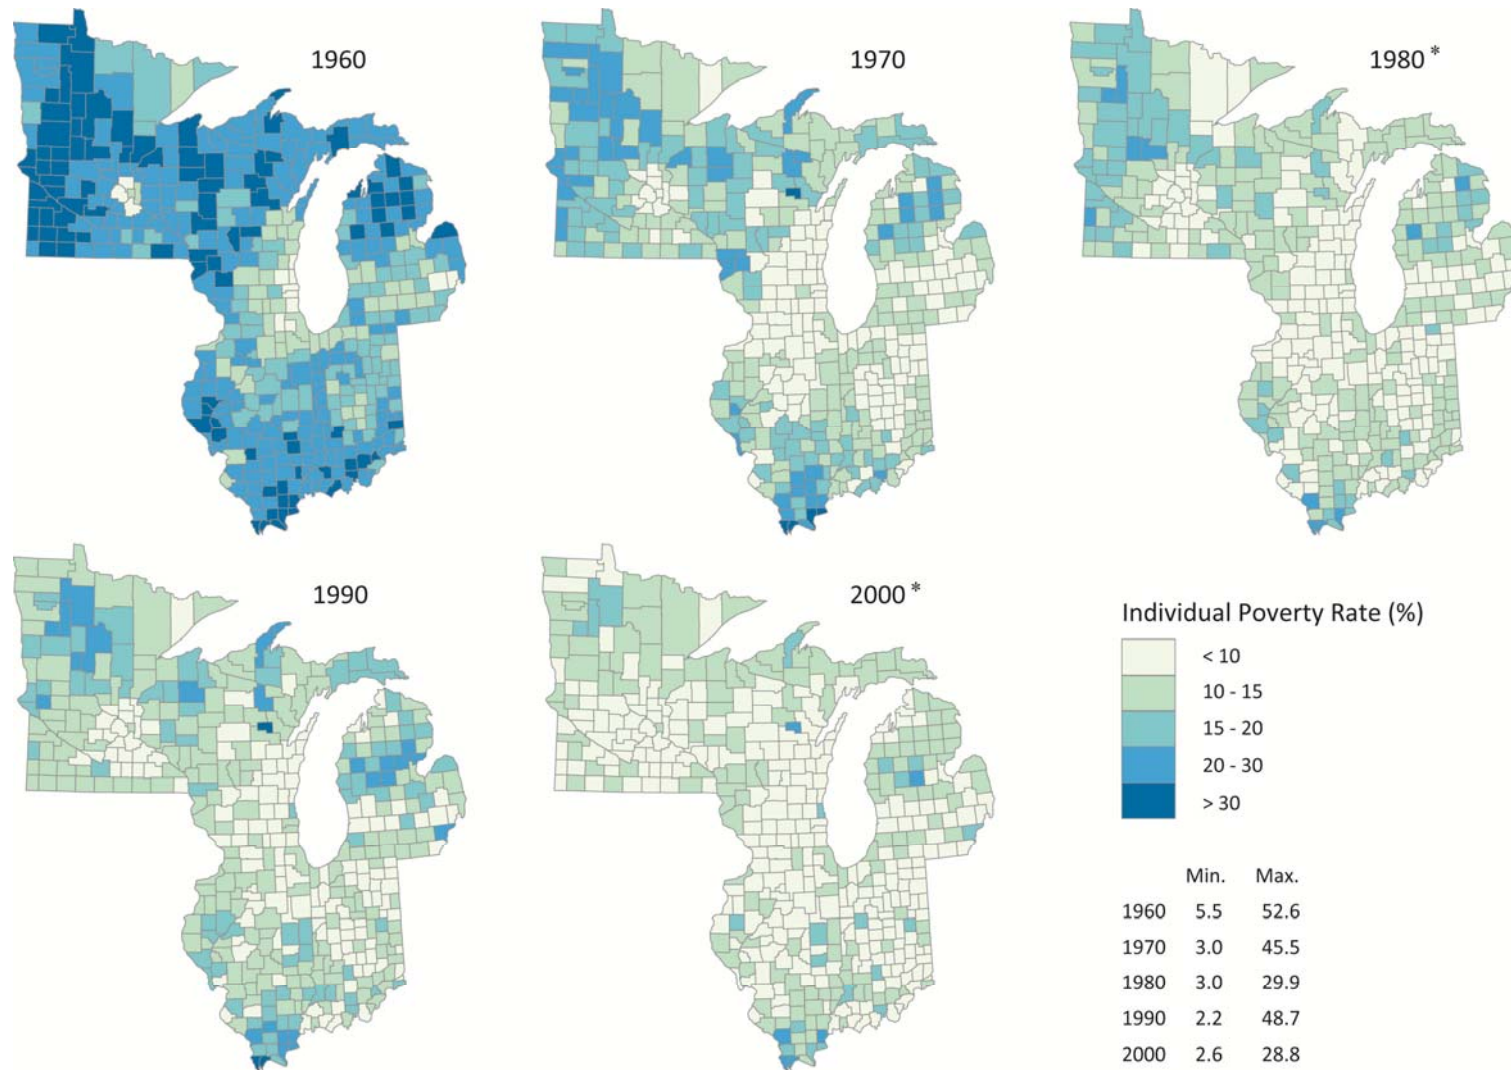 1960
1970
1980 *
1990
2000 *
Individual Poverty Rate (%)
< 10
10 - 15
15 - 20
20 - 30
> 30
Min. Max.
1960 5.5 52.6
1970 3.0 45.5
1980 3.0 29.9
1990 2.2 48.7
2000 2.6 28.8